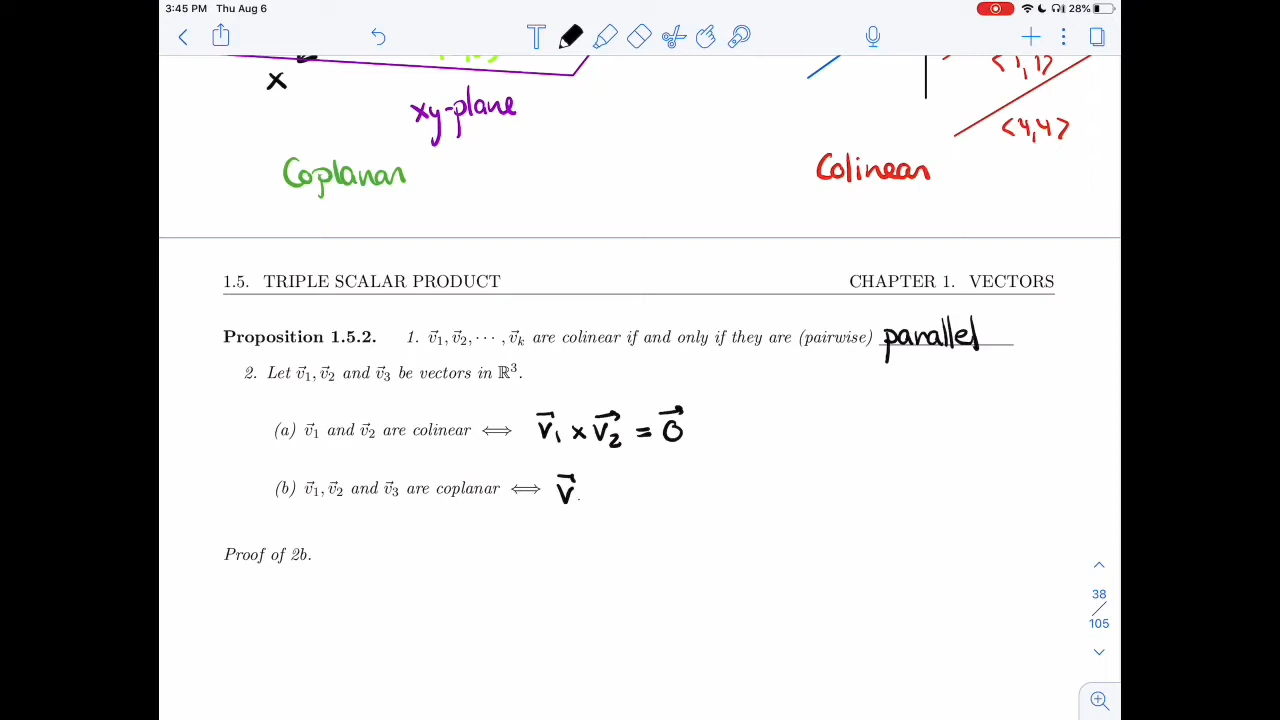 3:45 PM Thu Aug 6
28%
x
xy-plane
Coplanar
<1,1>
<4,4>
Colinear
1.5. TRIPLE SCALAR PRODUCT CHAPTER 1. VECTORS
Proposition 1.5.2. 1. v⃗₁, v⃗₂, ⋯ , v⃗ₖ are colinear if and only if they are (pairwise) parallel
2. Let v⃗₁, v⃗₂ and v⃗₃ be vectors in ℝ³.
(a) v⃗₁ and v⃗₂ are colinear ⟺ v⃗₁ × v⃗₂ = 0⃗
(b) v⃗₁, v⃗₂ and v⃗₃ are coplanar ⟺ v⃗
Proof of 2b.
38
105